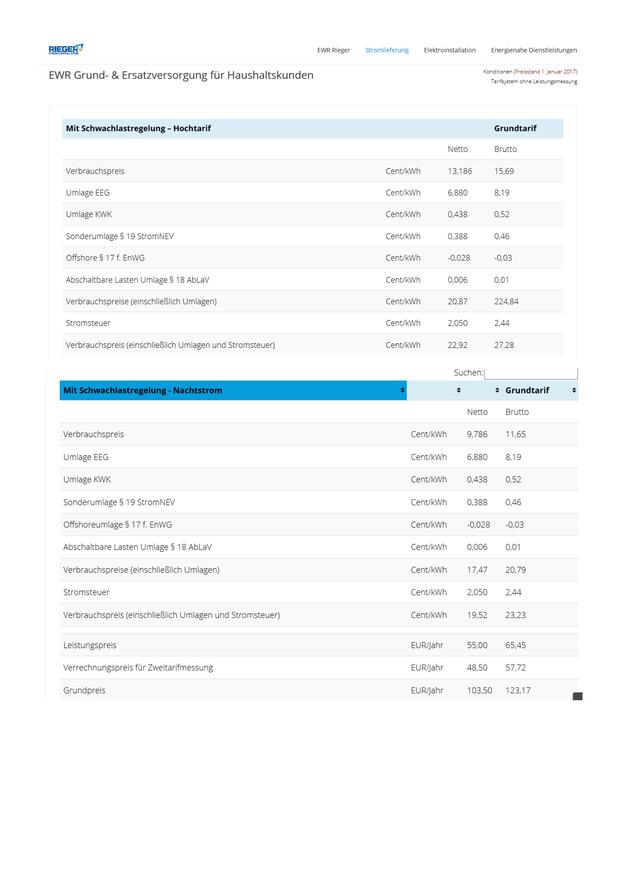 RIEGER
EWR Rieger Stromlieferung Elektroinstallation Energienahe Dienstleistungen
EWR Grund- & Ersatzversorgung für Haushaltskunden
Konditionen (Preisstand 1. Januar 2017)
Tarifsystem ohne Leistungsmessung
Mit Schwachlastregelung – Hochtarif Grundtarif
Netto Brutto
Verbrauchspreis Cent/kWh 13,186 15,69
Umlage EEG Cent/kWh 6,880 8,19
Umlage KWK Cent/kWh 0,438 0,52
Sonderumlage § 19 StromNEV Cent/kWh 0,388 0,46
Offshore § 17 f. EnWG Cent/kWh -0,028 -0,03
Abschaltbare Lasten Umlage § 18 AbLaV Cent/kWh 0,006 0,01
Verbrauchspreise (einschließlich Umlagen) Cent/kWh 20,87 224,84
Stromsteuer Cent/kWh 2,050 2,44
Verbrauchspreis (einschließlich Umlagen und Stromsteuer) Cent/kWh 22,92 27,28
Suchen:
Mit Schwachlastregelung - Nachtstrom Grundtarif
Netto Brutto
Verbrauchspreis Cent/kWh 9,786 11,65
Umlage EEG Cent/kWh 6,880 8,19
Umlage KWK Cent/kWh 0,438 0,52
Sonderumlage § 19 StromNEV Cent/kWh 0,388 0,46
Offshoreumlage § 17 f. EnWG Cent/kWh -0,028 -0,03
Abschaltbare Lasten Umlage § 18 AbLaV Cent/kWh 0,006 0,01
Verbrauchspreise (einschließlich Umlagen) Cent/kWh 17,47 20,79
Stromsteuer Cent/kWh 2,050 2,44
Verbrauchspreis (einschließlich Umlagen und Stromsteuer) Cent/kWh 19,52 23,23
Leistungspreis EUR/Jahr 55,00 65,45
Verrechnungspreis für Zweitarifmessung EUR/Jahr 48,50 57,72
Grundpreis EUR/Jahr 103,50 123,17